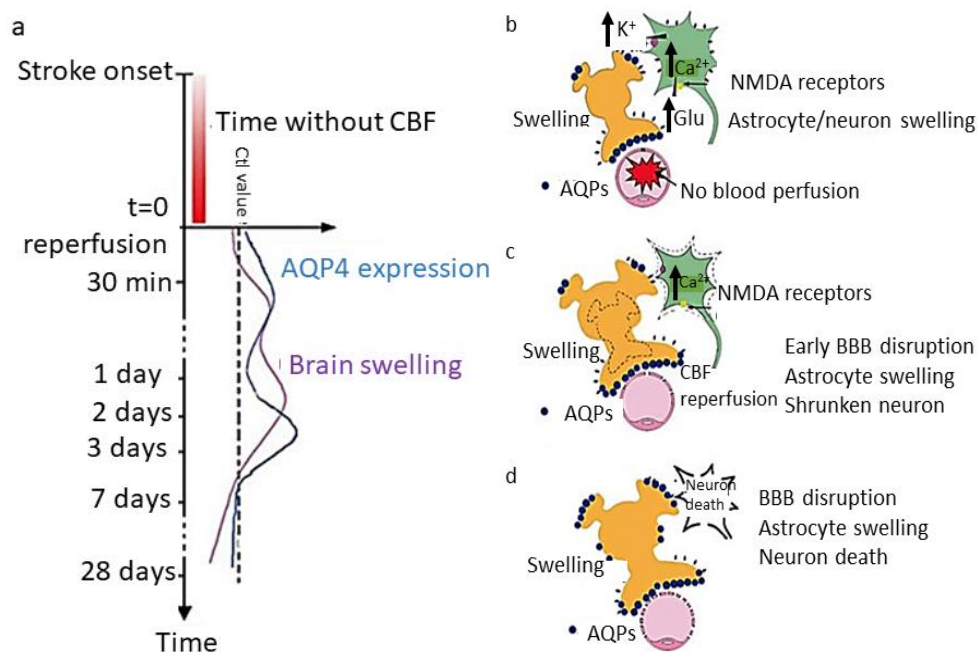 a
Stroke onset
Time without CBF
Ctl value
t=0
reperfusion
30 min
AQP4 expression
Brain swelling
1 day
2 days
3 days
7 days
28 days
Time
b
K⁺
Ca²⁺
NMDA receptors
Swelling
Glu
Astrocyte/neuron swelling
AQPs
No blood perfusion
c
Ca²⁺
NMDA receptors
Swelling
Early BBB disruption
CBF
Astrocyte swelling
reperfusion
Shrunken neuron
AQPs
d
Neuron
death
BBB disruption
Astrocyte swelling
Swelling
Neuron death
AQPs